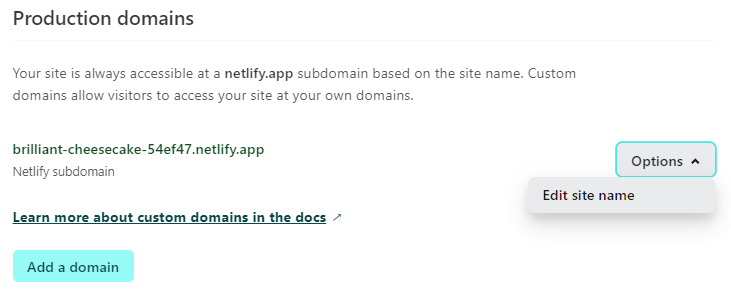 Production domains
Your site is always accessible at a netlify.app subdomain based on the site name. Custom
domains allow visitors to access your site at your own domains.
brilliant-cheesecake-54ef47.netlify.app
Netlify subdomain
Options
Edit site name
Learn more about custom domains in the docs ↗
Add a domain